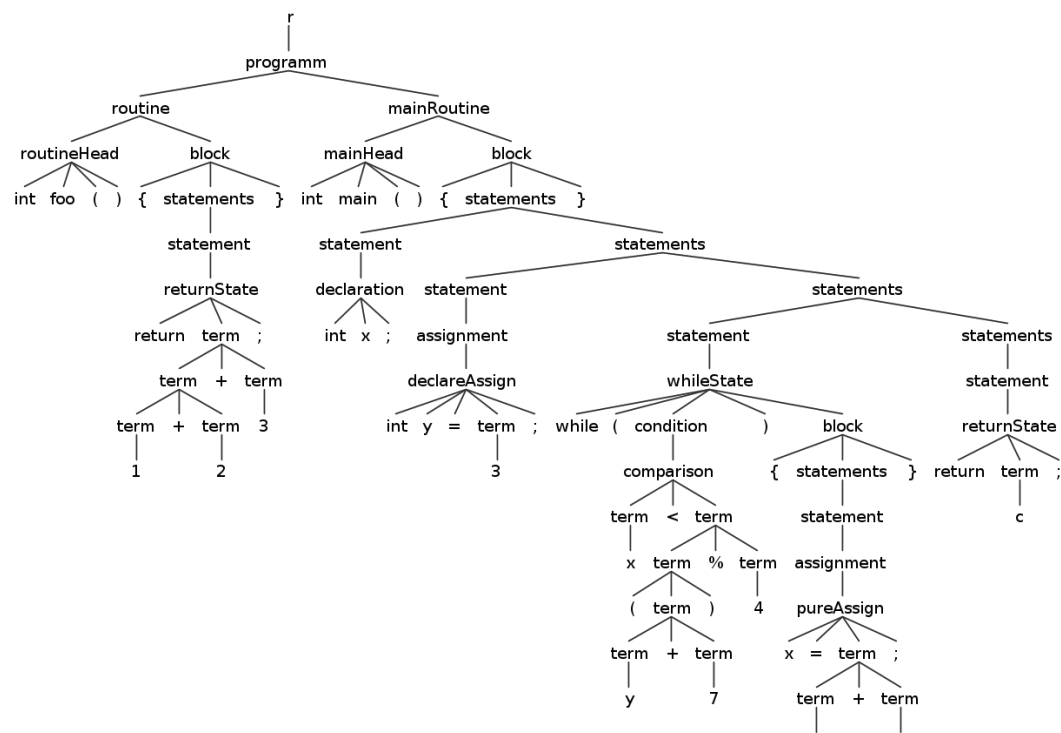 r
programm
routine mainRoutine
routineHead block mainHead block
int foo ( ) { statements } int main ( ) { statements }
statement statement statements
returnState declaration statement statements
return term ; int x ; assignment statement statements
term + term declareAssign whileState statement
term + term 3 int y = term ; while ( condition ) block returnState
1 2 3 comparison { statements } return term ;
term < term statement c
x term % term assignment
( term ) 4 pureAssign
term + term x = term ;
y 7 term + term